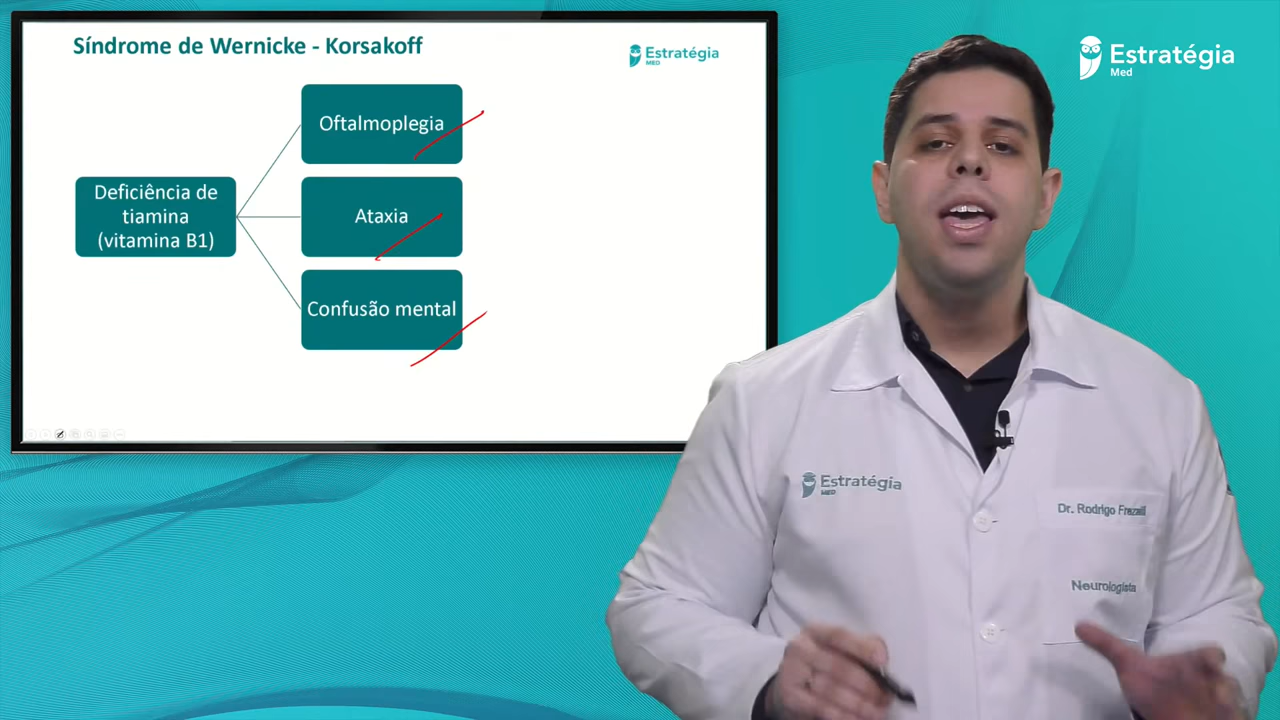 Síndrome de Wernicke - Korsakoff
Estratégia
MED
Oftalmoplegia
Deficiência de
tiamina
(vitamina B1)
Ataxia
Confusão mental
Estratégia
Med
Estratégia
MED
Dr. Rodrigo
Neurologista